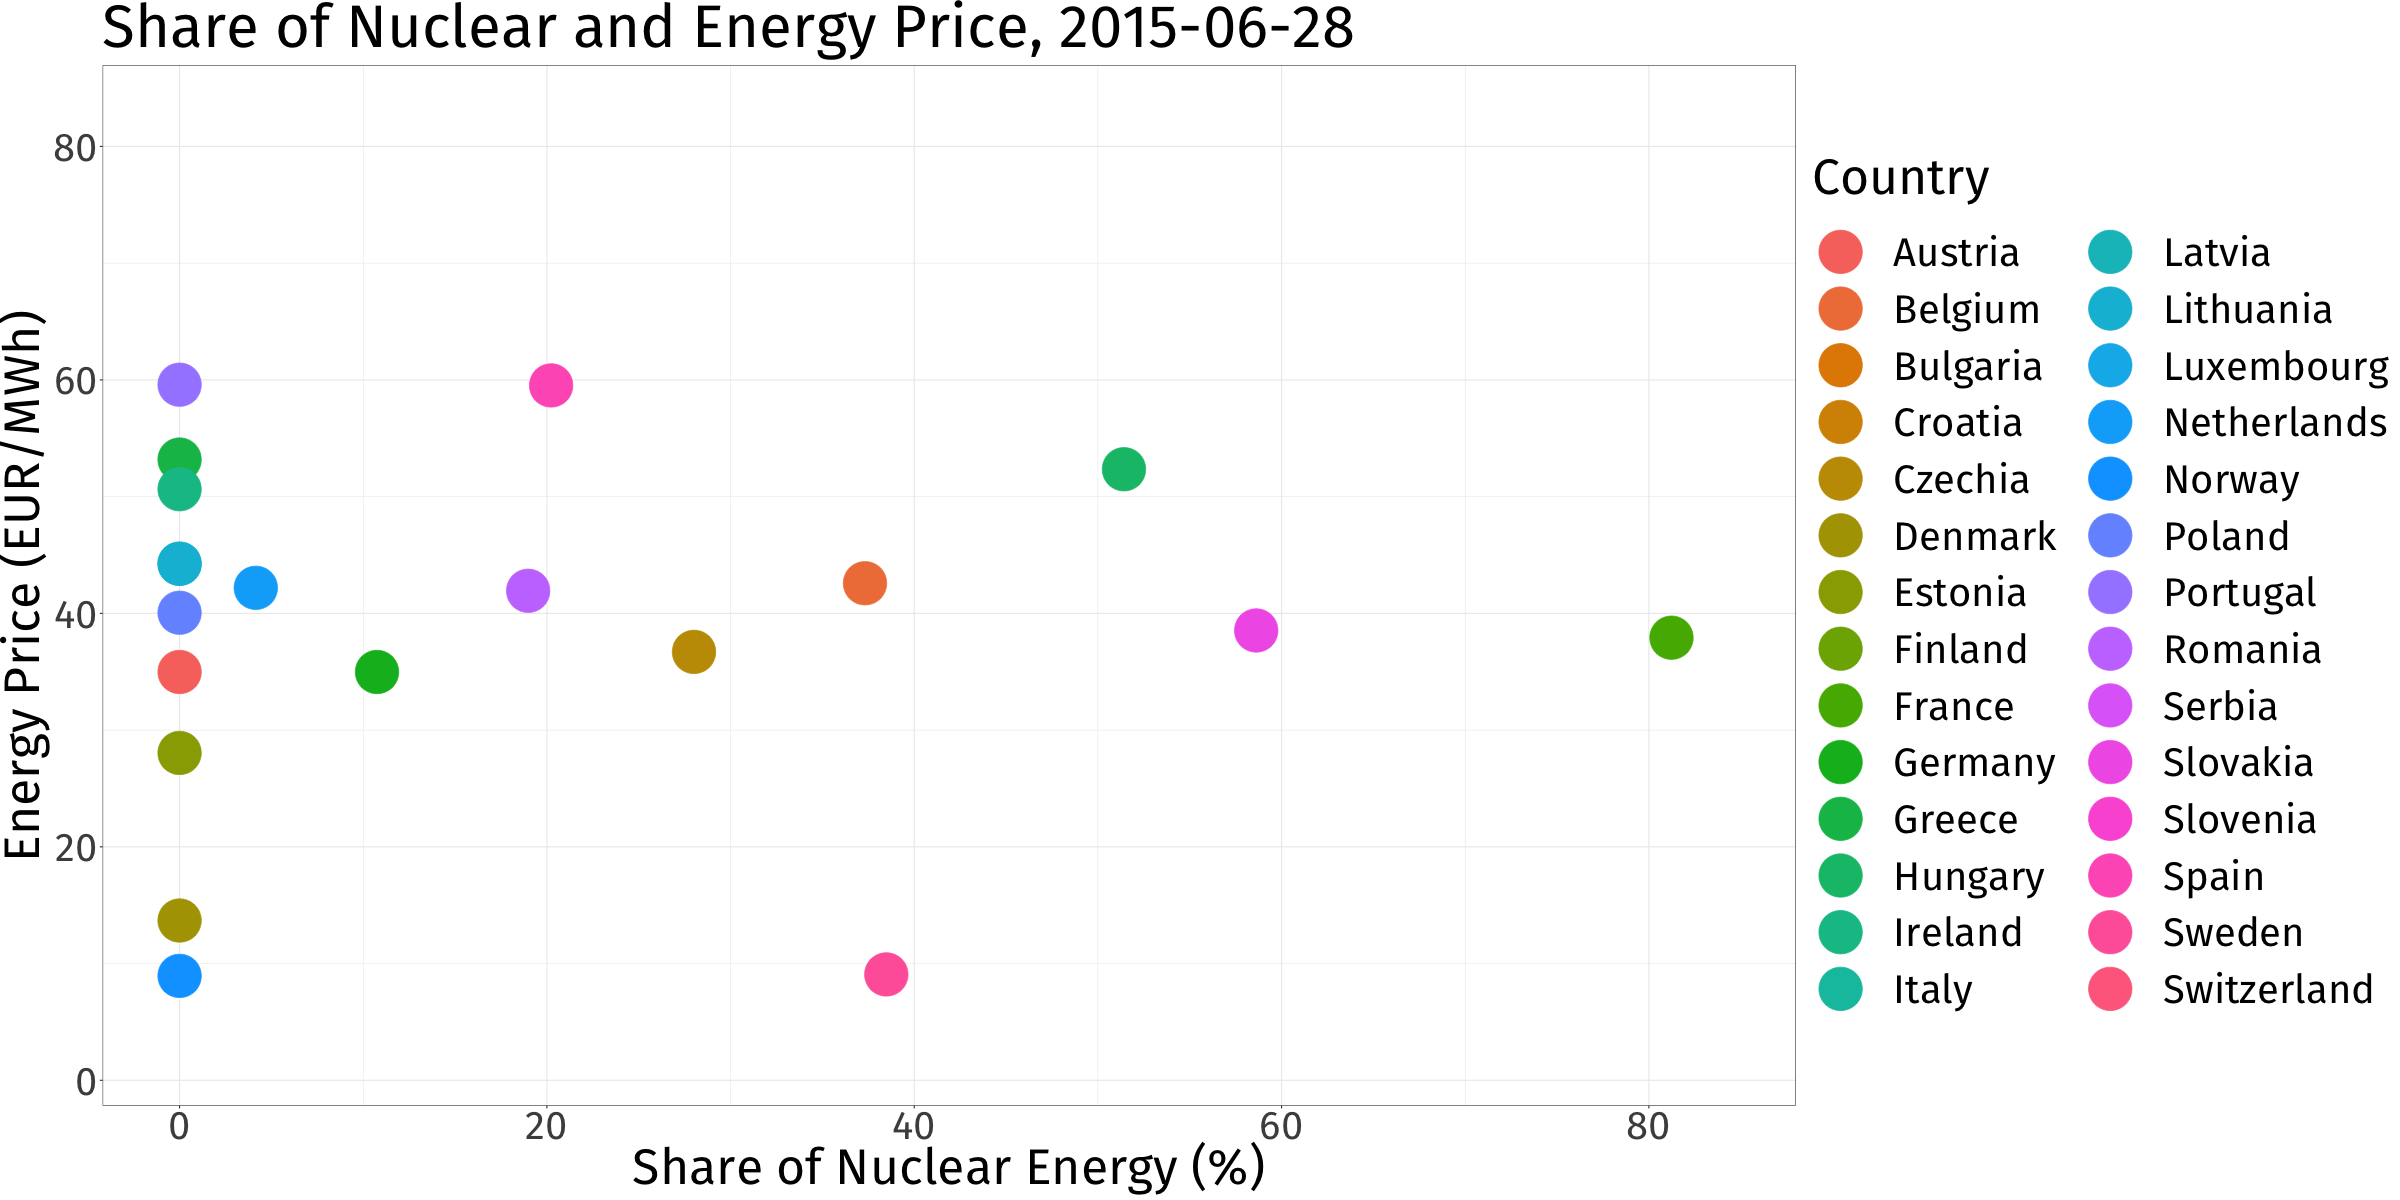 Share of Nuclear and Energy Price, 2015-06-28
Energy Price (EUR/MWh)
80
60
40
20
0
0 20 40 60 80
Share of Nuclear Energy (%)
Country
Austria
Belgium
Bulgaria
Croatia
Czechia
Denmark
Estonia
Finland
France
Germany
Greece
Hungary
Ireland
Italy
Latvia
Lithuania
Luxembourg
Netherlands
Norway
Poland
Portugal
Romania
Serbia
Slovakia
Slovenia
Spain
Sweden
Switzerland